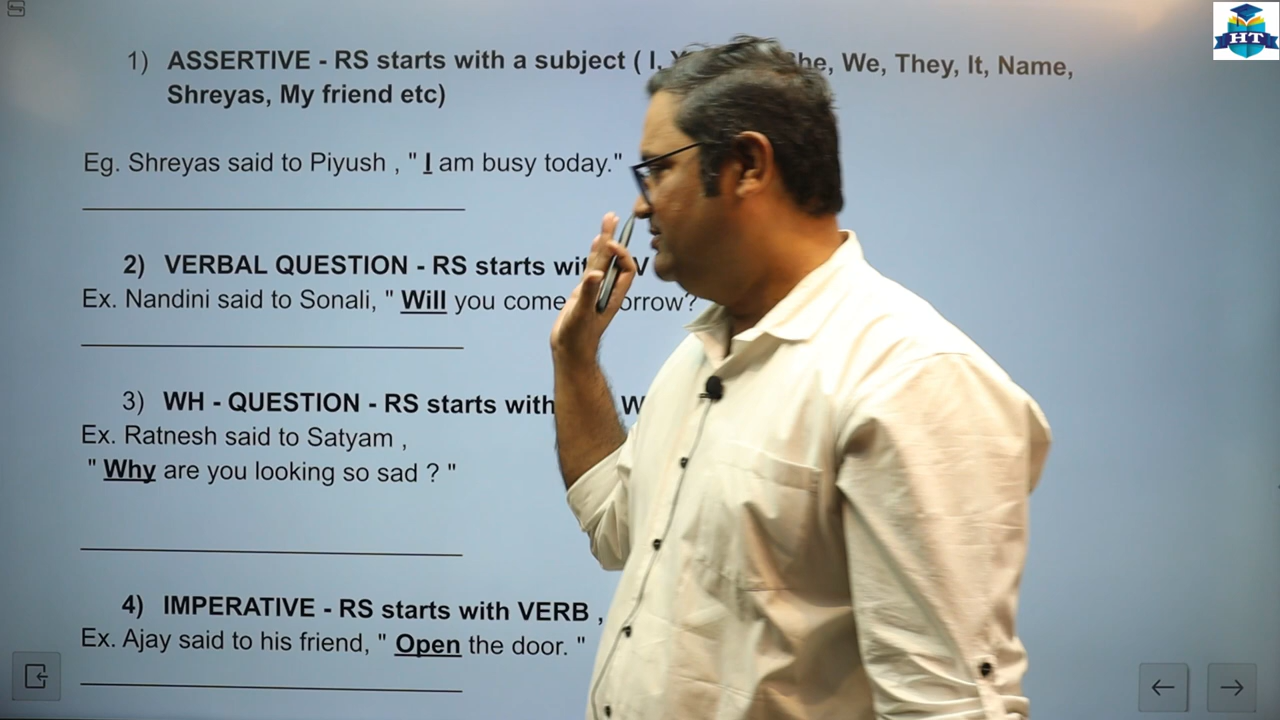 HT
1) ASSERTIVE - RS starts with a subject ( I, he, We, They, It, Name,
Shreyas, My friend etc)
Eg. Shreyas said to Piyush , " I am busy today."
2) VERBAL QUESTION - RS starts V
Ex. Nandini said to Sonali, " Will you come orrow?
3) WH - QUESTION - RS starts with W
Ex. Ratnesh said to Satyam ,
" Why are you looking so sad ? "
4) IMPERATIVE - RS starts with VERB ,
Ex. Ajay said to his friend, " Open the door. "